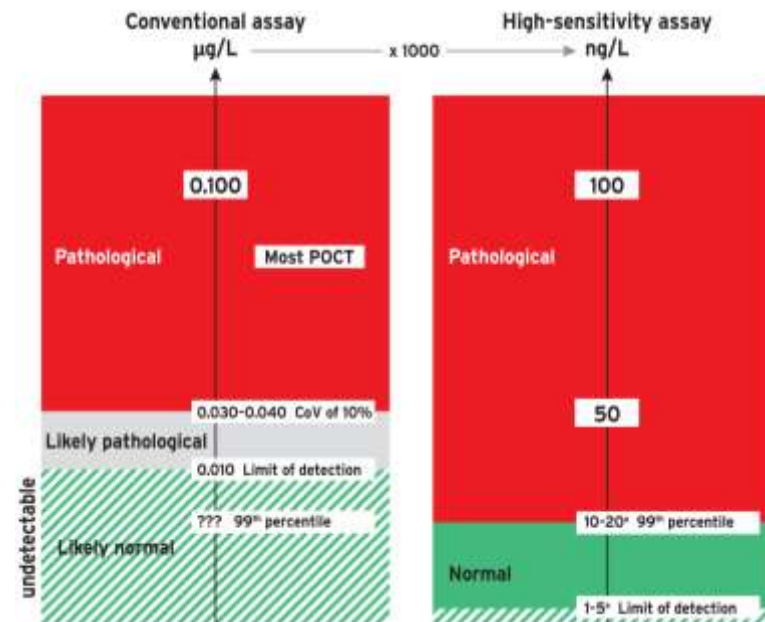 Conventional assay
µg/L
x 1000
High-sensitivity assay
ng/L
0.100
Pathological
Most POCT
0.030-0.040 CoV of 10%
Likely pathological
0.010 Limit of detection
??? 99th percentile
Likely normal
undetectable
100
Pathological
50
10-20* 99th percentile
Normal
1-5* Limit of detection